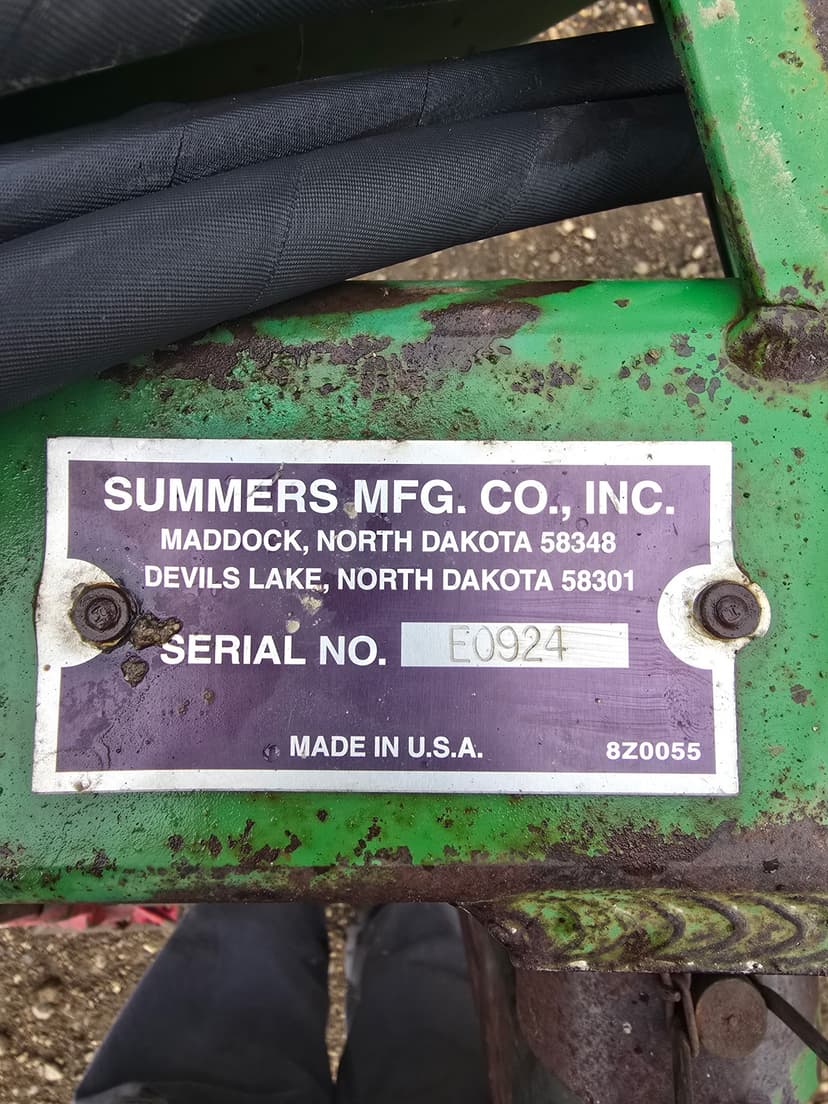 SUMMERS MFG. CO., INC.
MADDOCK, NORTH DAKOTA 58348
DEVILS LAKE, NORTH DAKOTA 58301
SERIAL NO. E0924
MADE IN U.S.A. 8Z0055